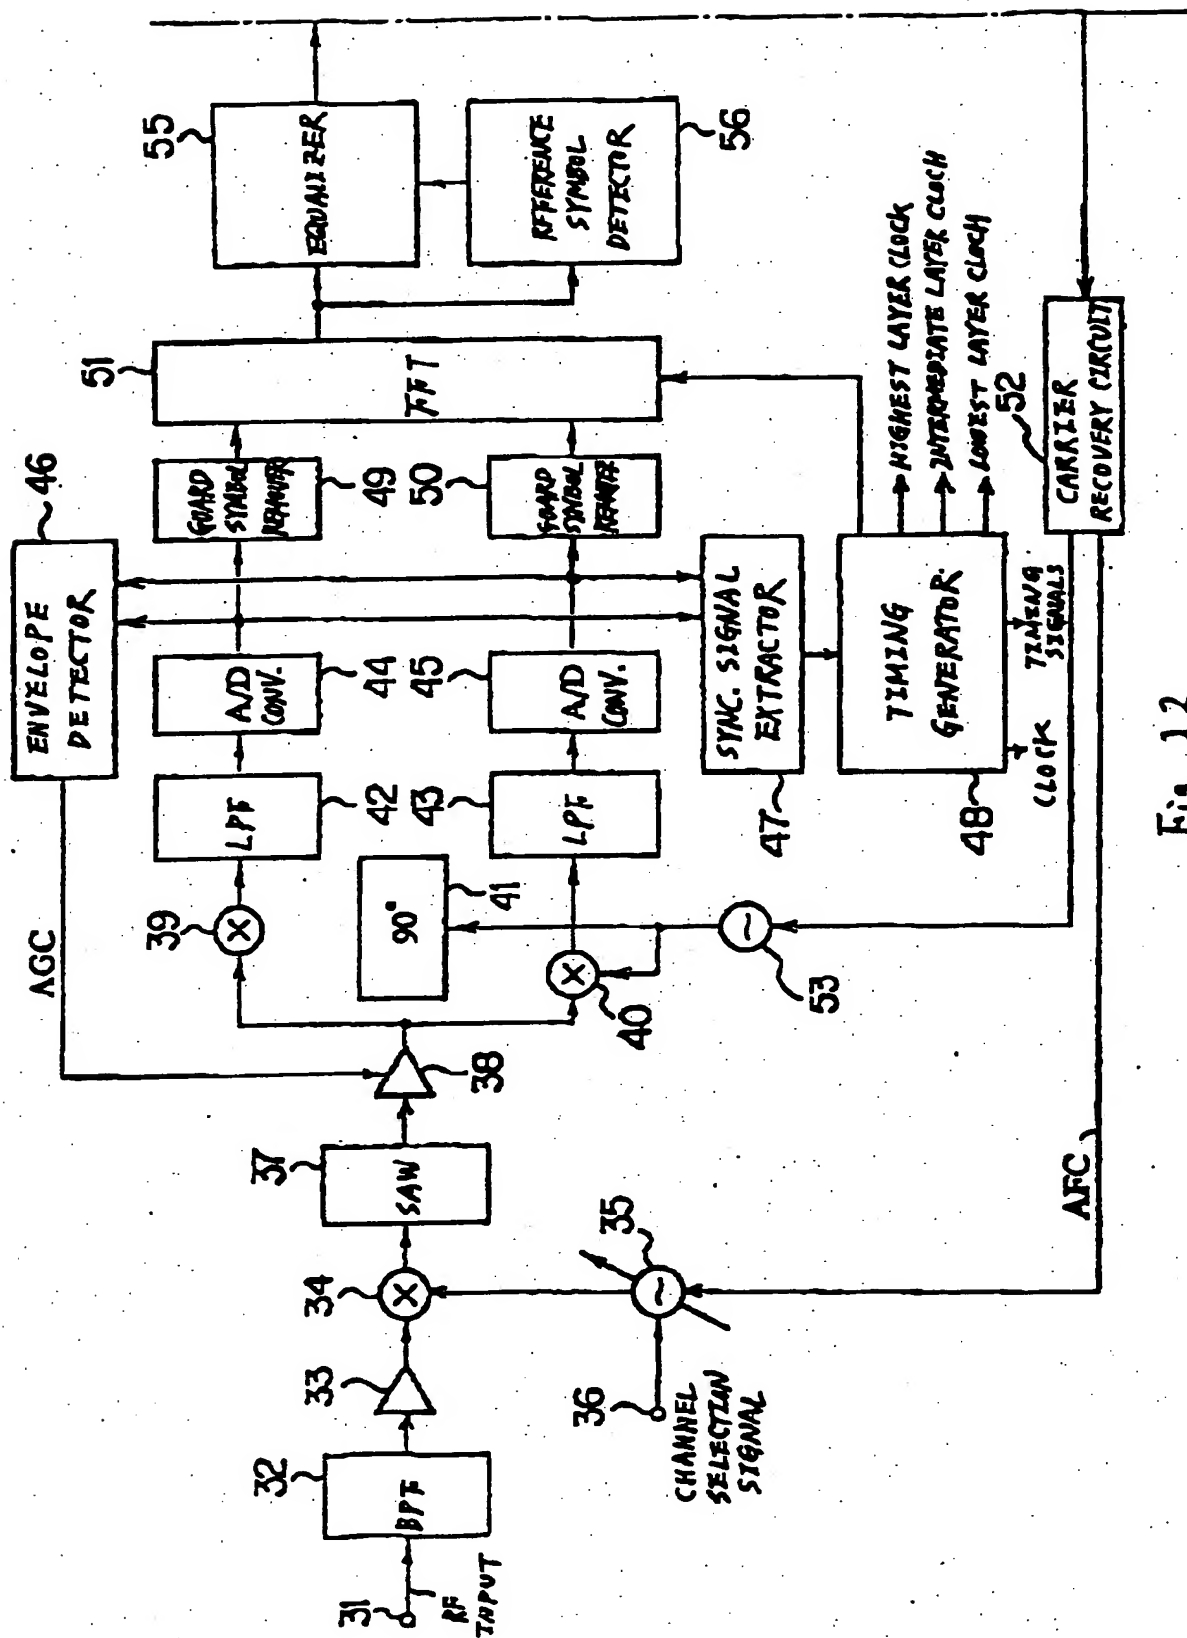 31
RF
INPUT
32
BPF
33
34
35
36
CHANNEL
SELECTION
SIGNAL
37
SAW
38
AGC
39
40
41
90°
42
LPF
43
LPF
44
A/D
CONV.
45
A/D
CONV.
46
ENVELOPE
DETECTOR
47
SYNC. SIGNAL
EXTRACTOR
48
TIMING
GENERATOR
CLOCK
TIMING
SIGNALS
HIGHEST LAYER CLOCK
INTERMEDIATE LAYER CLOCH
LOWEST LAYER CLOCH
49
GUARD
SYMBOL
REMOVER
50
GUARD
SYMBOL
REMOVER
51
FFT
52
CARRIER
RECOVERY CIRCUIT
53
AFC
55
EQUALIZER
56
REFERENCE
SYMBOL
DETECTOR
Fig. 12